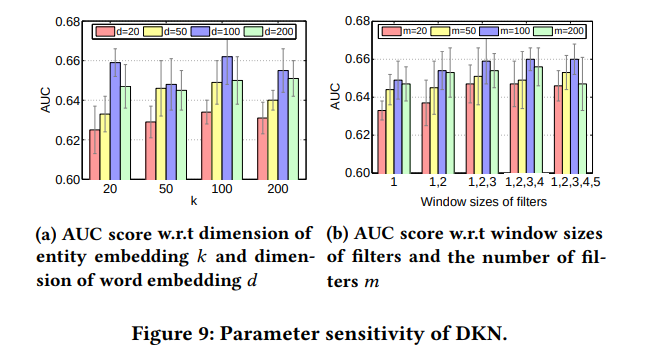 0.68
d=20 d=50 d=100 d=200
0.66
0.64
0.62
0.60
AUC
20 50 100 200
k
0.68
m=20 m=50 m=100 m=200
0.66
0.64
0.62
0.60
AUC
1 1,2 1,2,3 1,2,3,4 1,2,3,4,5
Window sizes of filters
(a) AUC score w.r.t dimension of
entity embedding k and dimen-
sion of word embedding d
(b) AUC score w.r.t window sizes
of filters and the number of fil-
ters m
Figure 9: Parameter sensitivity of DKN.